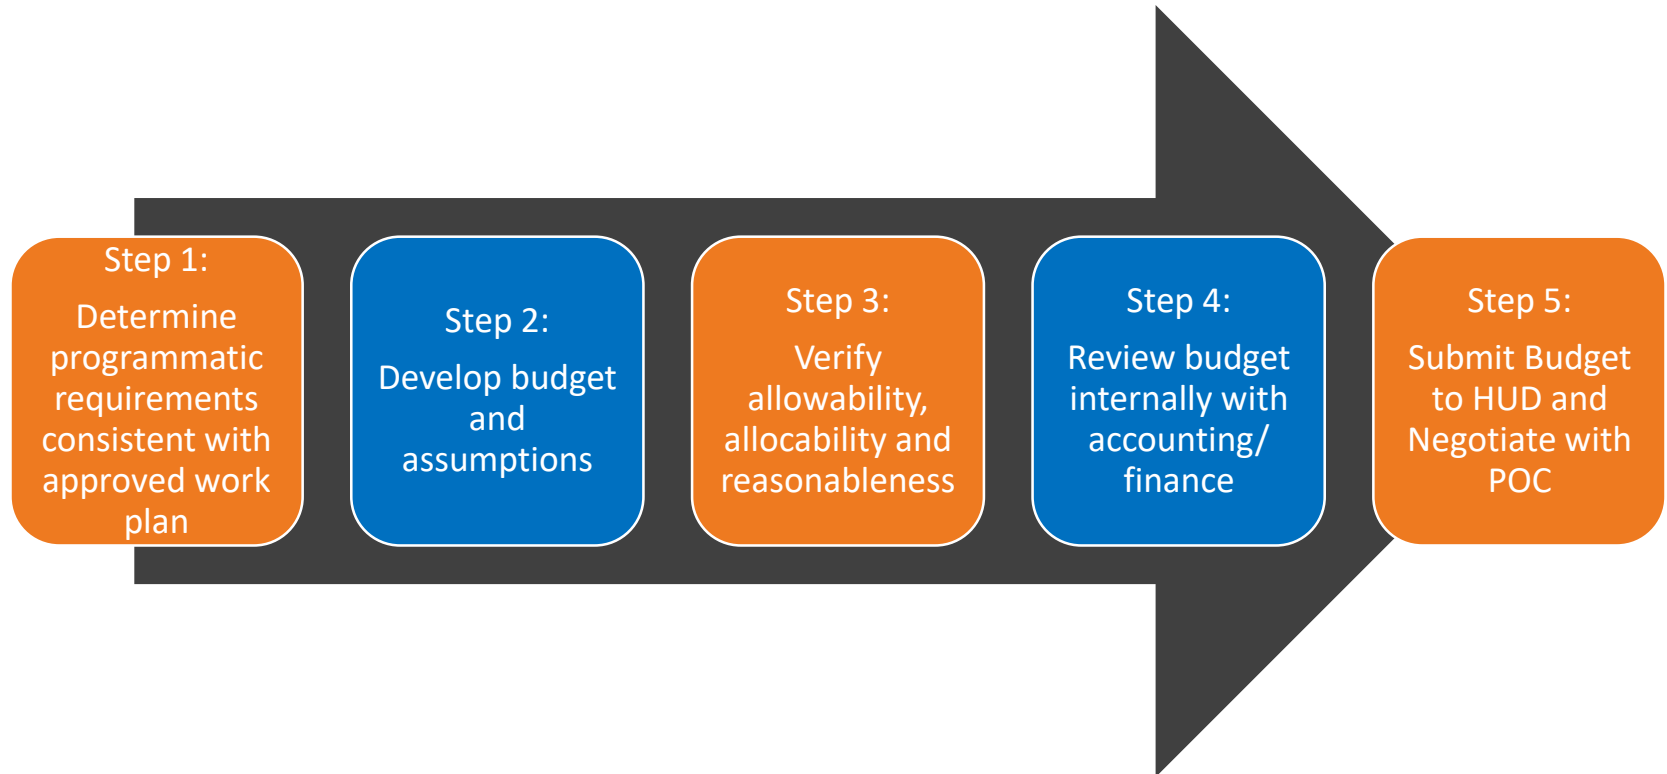 Step 1:
Determine
programmatic
requirements
consistent with
approved work
plan
Step 2:
Develop budget
and
assumptions
Step 3:
Verify
allowability,
allocability and
reasonableness
Step 4:
Review budget
internally with
accounting/
finance
Step 5:
Submit Budget
to HUD and
Negotiate with
POC